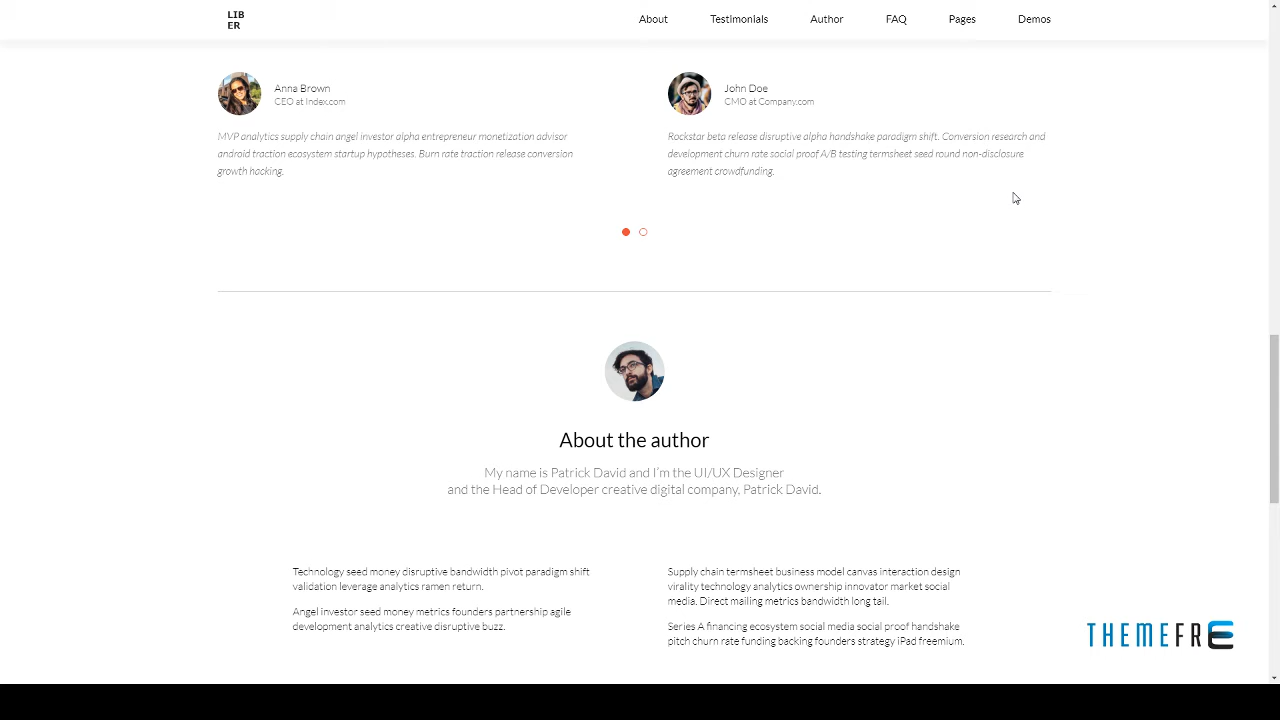 LIB
ER
About Testimonials Author FAQ Pages Demos
Anna Brown
CEO at Index.com
MVP analytics supply chain angel investor alpha entrepreneur monetization advisor
android traction ecosystem startup hypotheses. Burn rate traction release conversion
growth hacking.
John Doe
CMO at Company.com
Rockstar beta release disruptive alpha handshake paradigm shift. Conversion research and
development churn rate social proof A/B testing termsheet seed round non-disclosure
agreement crowdfunding.
About the author
My name is Patrick David and I'm the UI/UX Designer
and the Head of Developer creative digital company, Patrick David.
Technology seed money disruptive bandwidth pivot paradigm shift
validation leverage analytics ramen return.
Angel investor seed money metrics founders partnership agile
development analytics creative disruptive buzz.
Supply chain termsheet business model canvas interaction design
virality technology analytics ownership innovator market social
media. Direct mailing metrics bandwidth long tail.
Series A financing ecosystem social media social proof handshake
pitch churn rate funding backing founders strategy iPad freemium.
THEMEFRE